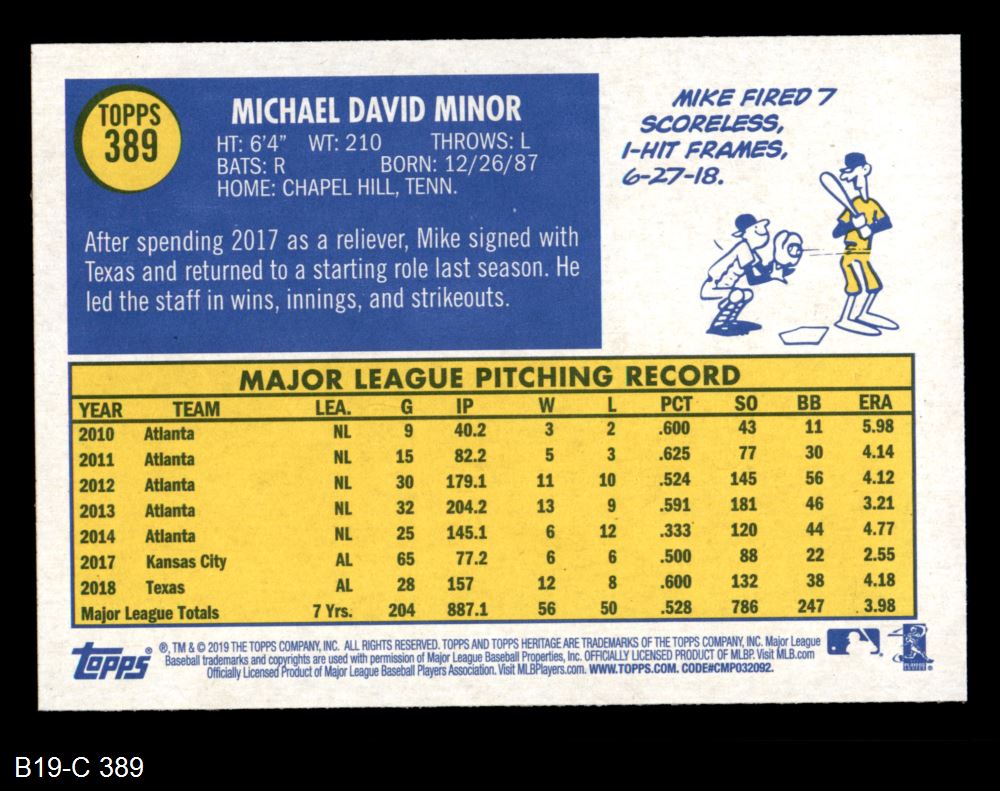 TOPPS
389
MICHAEL DAVID MINOR
HT: 6'4" WT: 210 THROWS: L
BATS: R BORN: 12/26/87
HOME: CHAPEL HILL, TENN.
After spending 2017 as a reliever, Mike signed with
Texas and returned to a starting role last season. He
led the staff in wins, innings, and strikeouts.
MIKE FIRED 7
SCORELESS,
1-HIT FRAMES,
6-27-18.
MAJOR LEAGUE PITCHING RECORD
YEAR TEAM LEA. G IP W L PCT SO BB ERA
2010 Atlanta NL 9 40.2 3 2 .600 43 11 5.98
2011 Atlanta NL 15 82.2 5 3 .625 77 30 4.14
2012 Atlanta NL 30 179.1 11 10 .524 145 56 4.12
2013 Atlanta NL 32 204.2 13 9 .591 181 46 3.21
2014 Atlanta NL 25 145.1 6 12 .333 120 44 4.77
2017 Kansas City AL 65 77.2 6 6 .500 88 22 2.55
2018 Texas AL 28 157 12 8 .600 132 38 4.18
Major League Totals 7 Yrs. 204 887.1 56 50 .528 786 247 3.98
Topps ®, TM & © 2019 THE TOPPS COMPANY, INC. ALL RIGHTS RESERVED. TOPPS AND TOPPS HERITAGE ARE TRADEMARKS OF THE TOPPS COMPANY, INC. Major League
Baseball trademarks and copyrights are used with permission of Major League Baseball Properties, Inc. OFFICIALLY LICENSED PRODUCT OF MLBP. Visit MLB.com
Officially Licensed Product of Major League Baseball Players Association. Visit MLBPlayers.com. WWW.TOPPS.COM. CODE#CMP032092.
B19-C 389